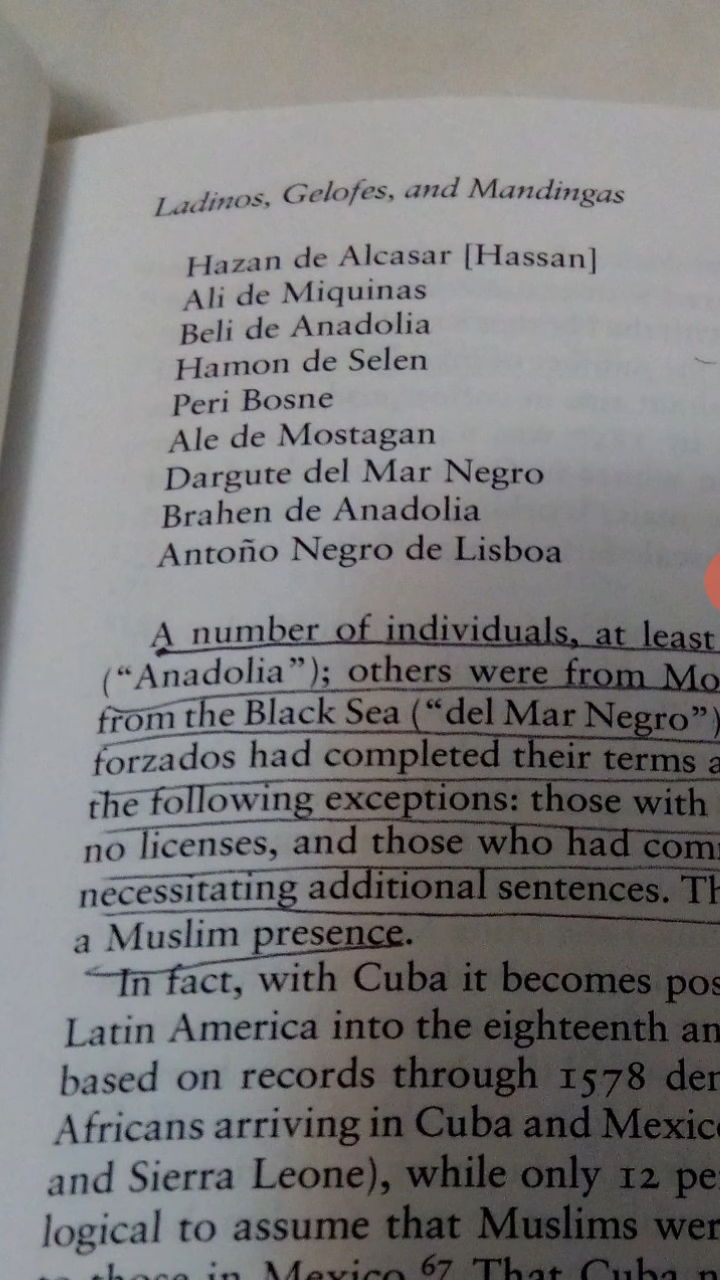 Ladinos, Gelofes, and Mandingas
Hazan de Alcasar [Hassan]
Ali de Miquinas
Beli de Anadolia
Hamon de Selen
Peri Bosne
Ale de Mostagan
Dargute del Mar Negro
Brahen de Anadolia
Antoño Negro de Lisboa
A number of individuals, at least
("Anadolia"); others were from Mo
from the Black Sea ("del Mar Negro")
forzados had completed their terms a
the following exceptions: those with
no licenses, and those who had com
necessitating additional sentences. Th
a Muslim presence.
In fact, with Cuba it becomes pos
Latin America into the eighteenth an
based on records through 1578 der
Africans arriving in Cuba and Mexic
and Sierra Leone), while only 12 pe
logical to assume that Muslims wer
those in Mexico.67 That Cuba